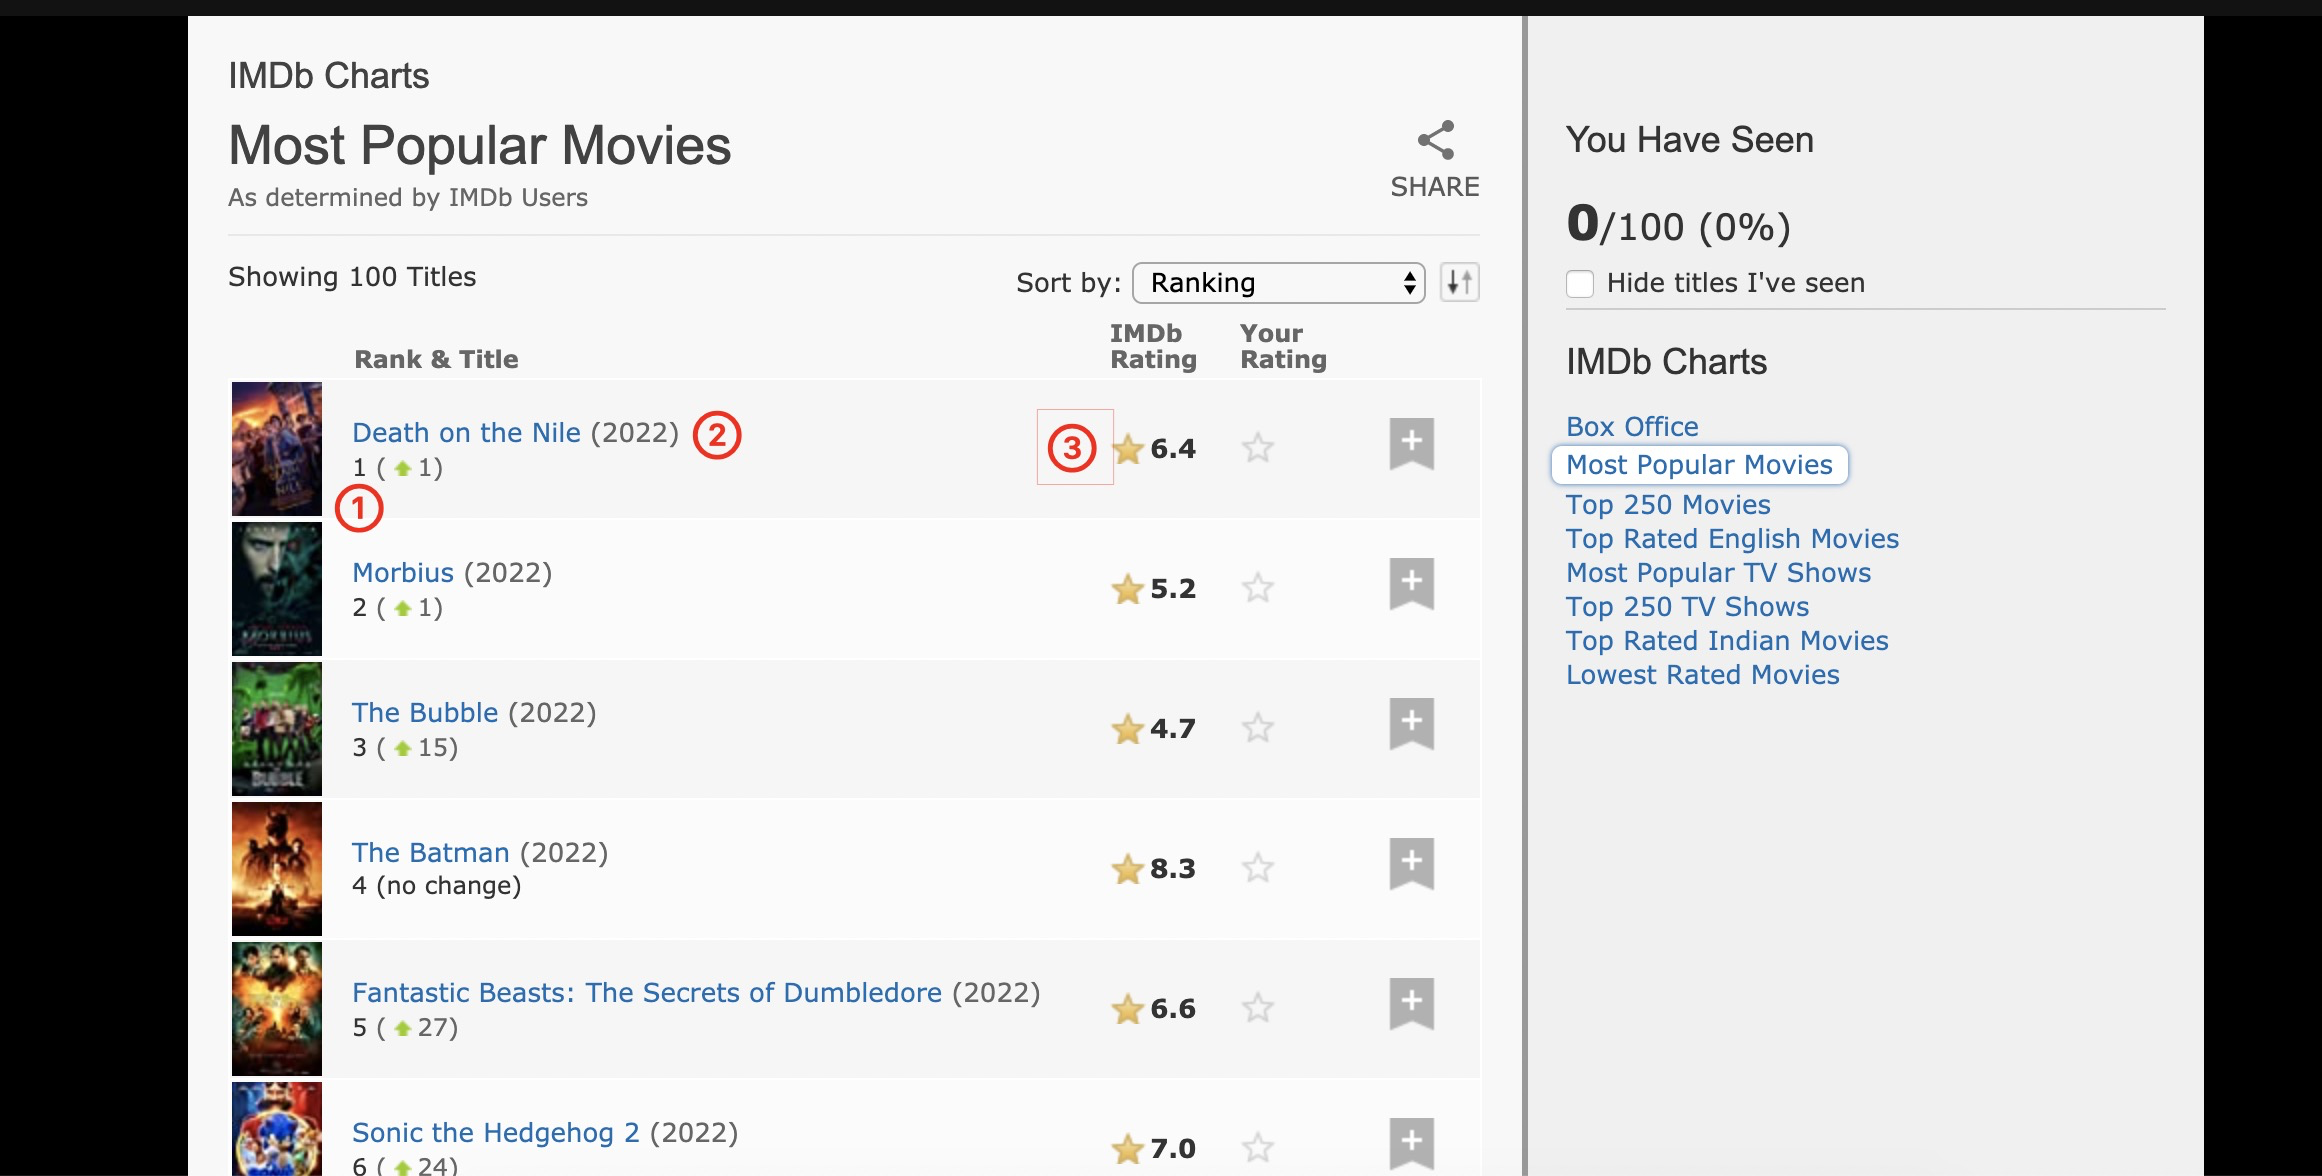 IMDb Charts
Most Popular Movies
As determined by IMDb Users
SHARE
Showing 100 Titles
Sort by: Ranking
Rank & Title
IMDb Rating
Your Rating
Death on the Nile (2022) 2
1 ( 1)
1
3 6.4
Morbius (2022)
2 ( 1)
5.2
MORBIUS
The Bubble (2022)
3 ( 15)
4.7
BUBBLE
The Batman (2022)
4 (no change)
8.3
Fantastic Beasts: The Secrets of Dumbledore (2022)
5 ( 27)
6.6
Sonic the Hedgehog 2 (2022)
6 ( 24)
7.0
You Have Seen
0/100 (0%)
Hide titles I've seen
IMDb Charts
Box Office
Most Popular Movies
Top 250 Movies
Top Rated English Movies
Most Popular TV Shows
Top 250 TV Shows
Top Rated Indian Movies
Lowest Rated Movies